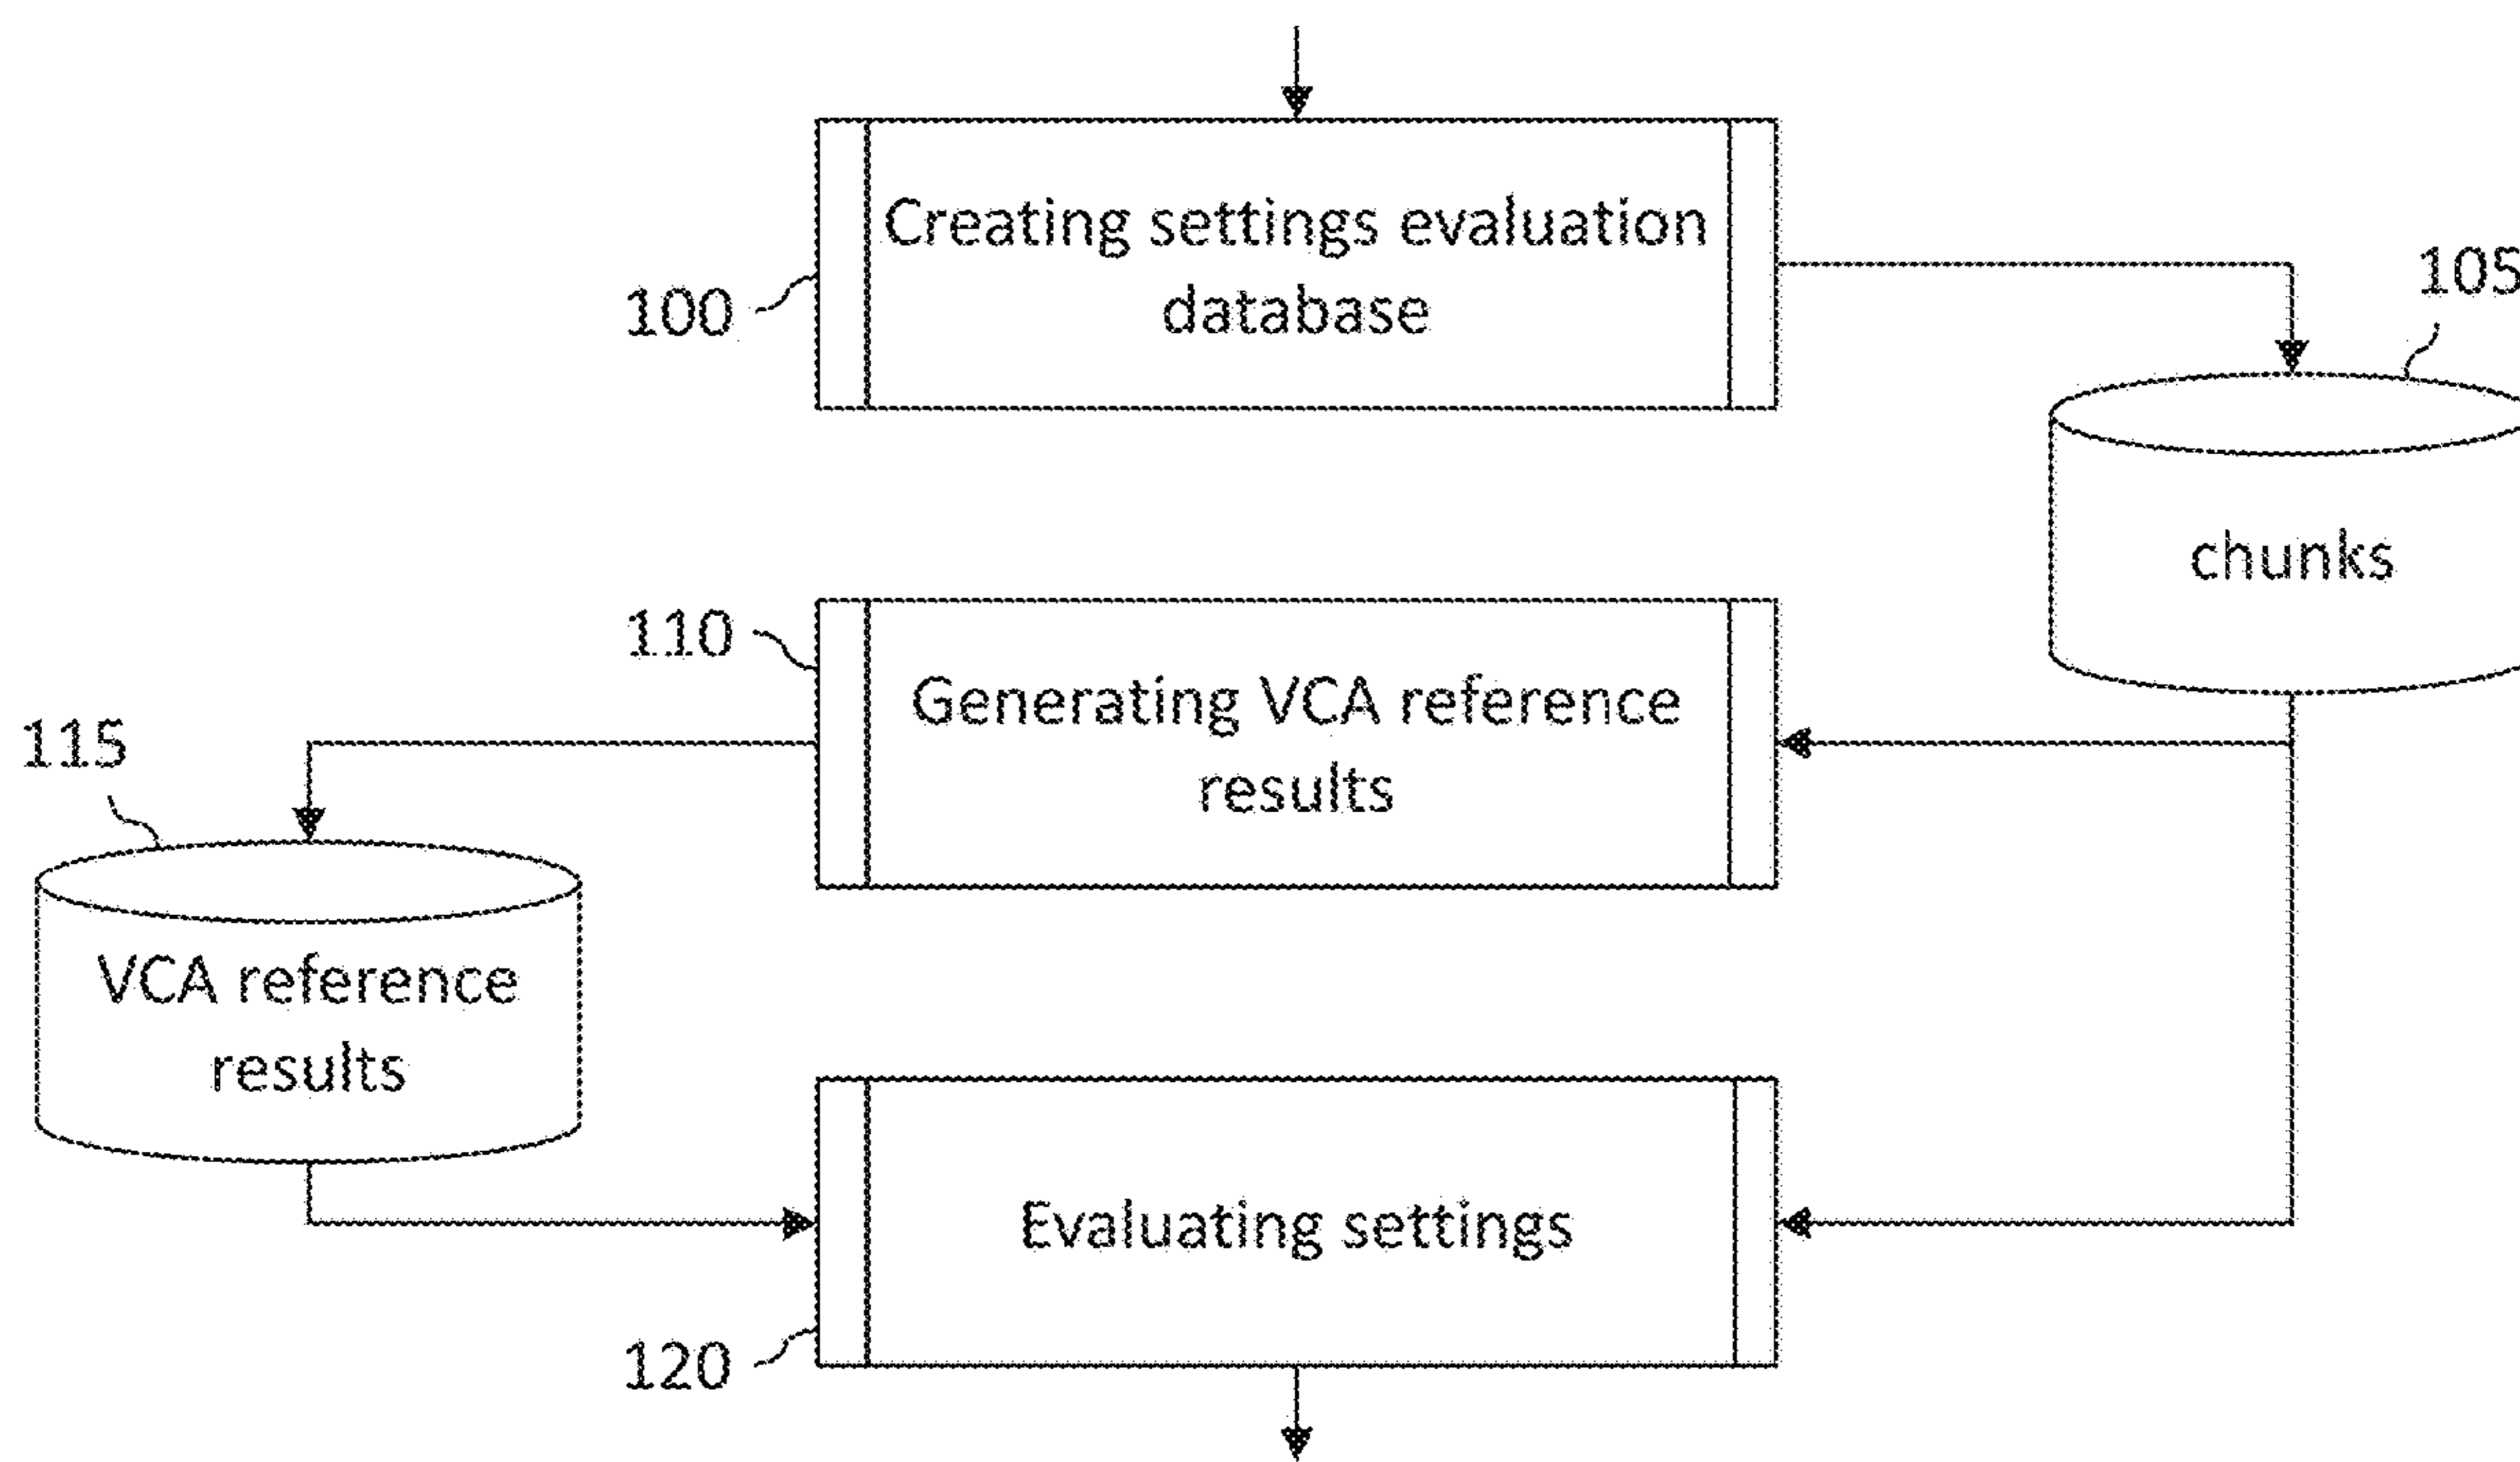 Creating settings evaluation
database
100
105
chunks
110
Generating VCA reference
results
115
VCA reference
results
Evaluating settings
120